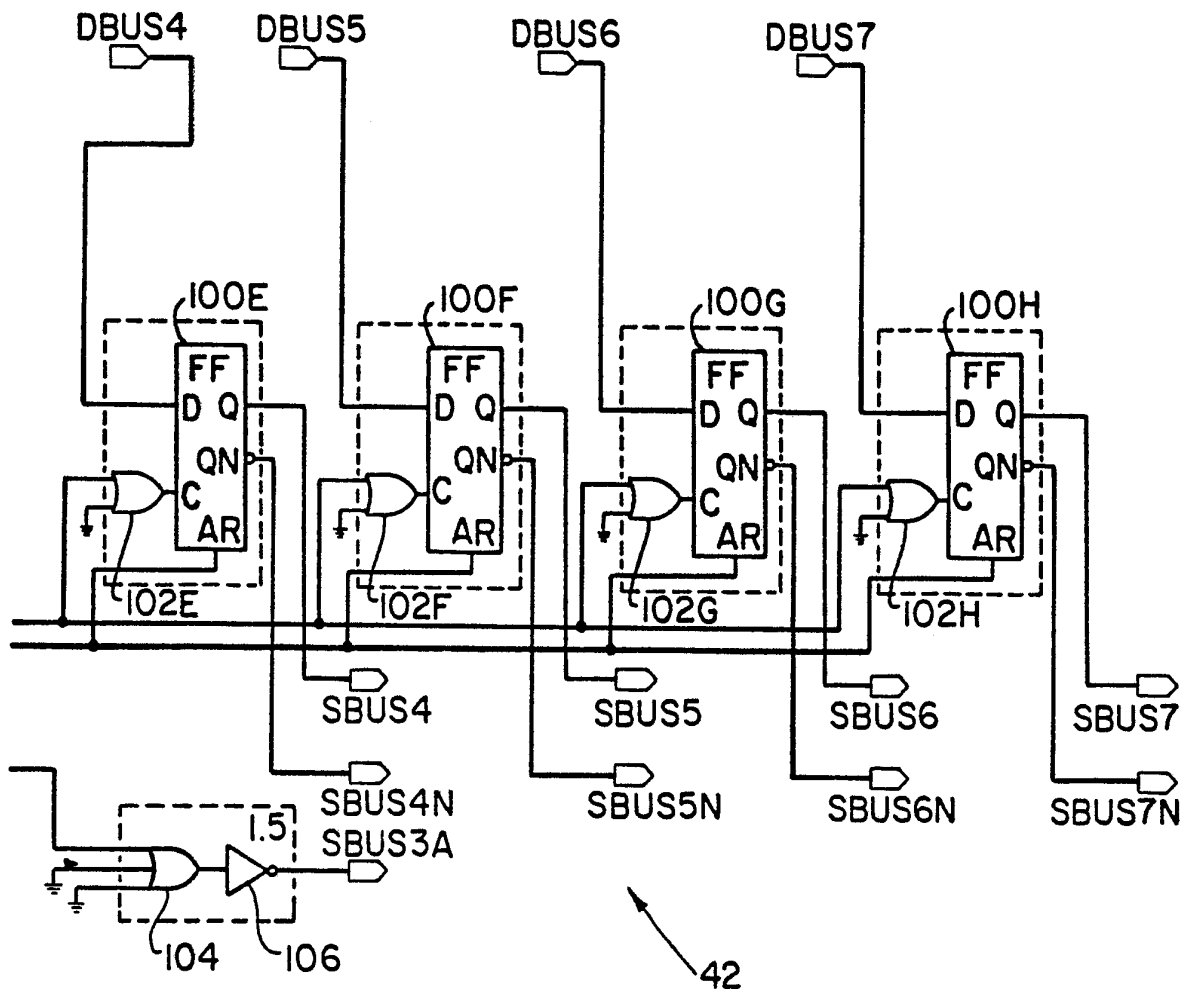 DBUS4 DBUS5 DBUS6 DBUS7
100E 100F 100G 100H
FF FF FF FF
D Q D Q D Q D Q
QN QN QN QN
C C C C
AR AR AR AR
102E 102F 102G 102H
SBUS4 SBUS5 SBUS6 SBUS7
SBUS4N SBUS5N SBUS6N SBUS7N
1.5 SBUS3A
104 106
42